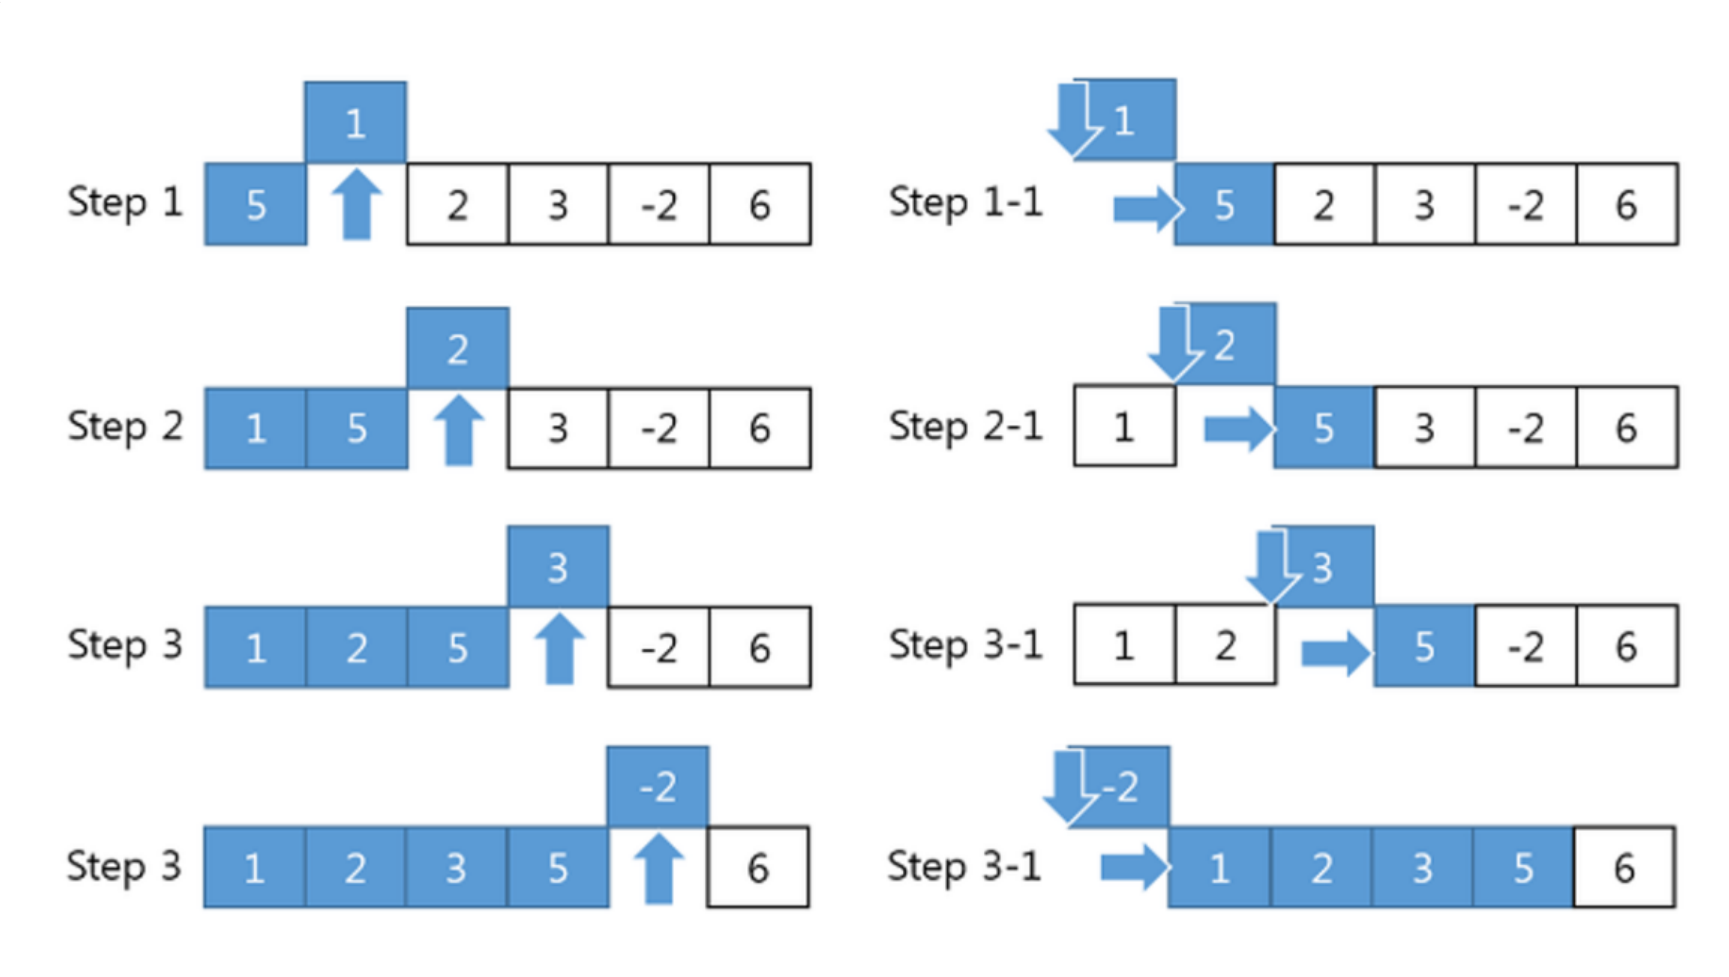 1
Step 1 5 2 3 -2 6
1
Step 1-1 5 2 3 -2 6
2
Step 2 1 5 3 -2 6
2
Step 2-1 1 5 3 -2 6
3
Step 3 1 2 5 -2 6
3
Step 3-1 1 2 5 -2 6
-2
Step 3 1 2 3 5 6
-2
Step 3-1 1 2 3 5 6